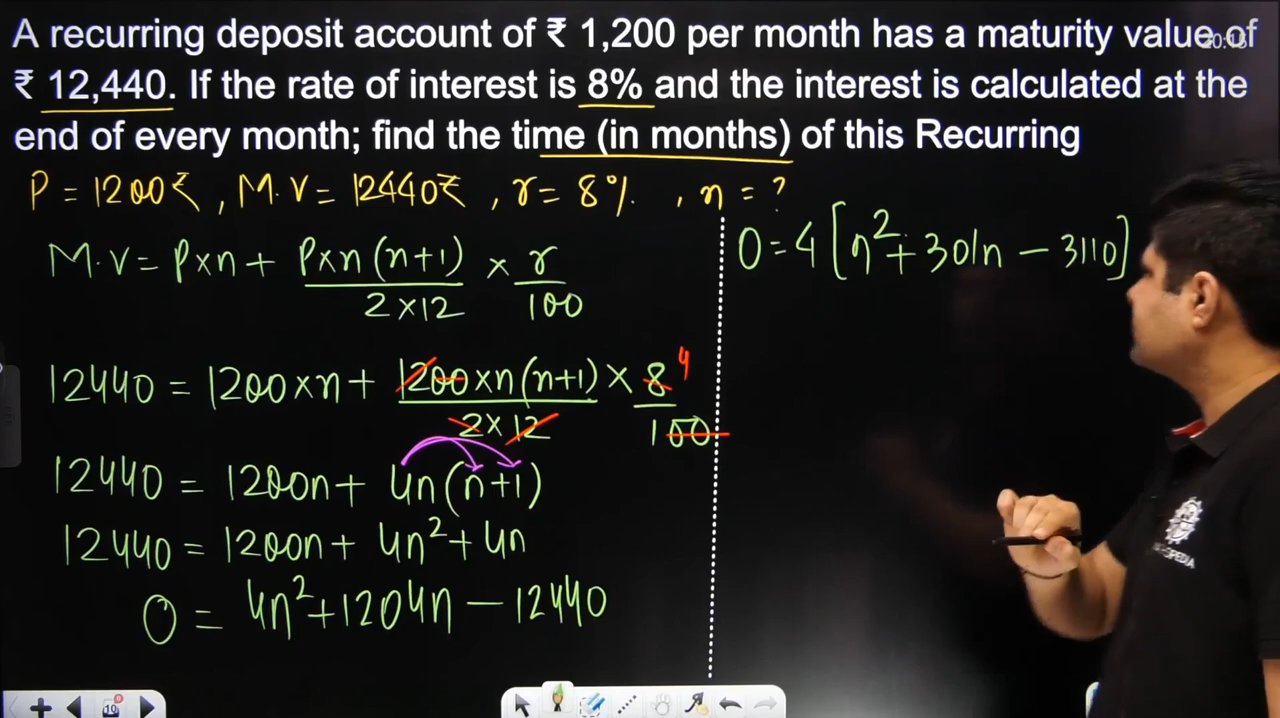 A recurring deposit account of ₹ 1,200 per month has a maturity value of
₹ 12,440. If the rate of interest is 8% and the interest is calculated at the
end of every month; find the time (in months) of this Recurring
P = 1200₹, M.V = 12440₹, r = 8%, n = ?
M.V = P×n + P×n(n+1)/2×12 × r/100
12440 = 1200×n + 1200×n(n+1)/2×12 × 8/100 4
12440 = 1200n + 4n(n+1)
12440 = 1200n + 4n² + 4n
0 = 4n² + 1204n − 12440
0 = 4[n² + 301n − 3110]
10